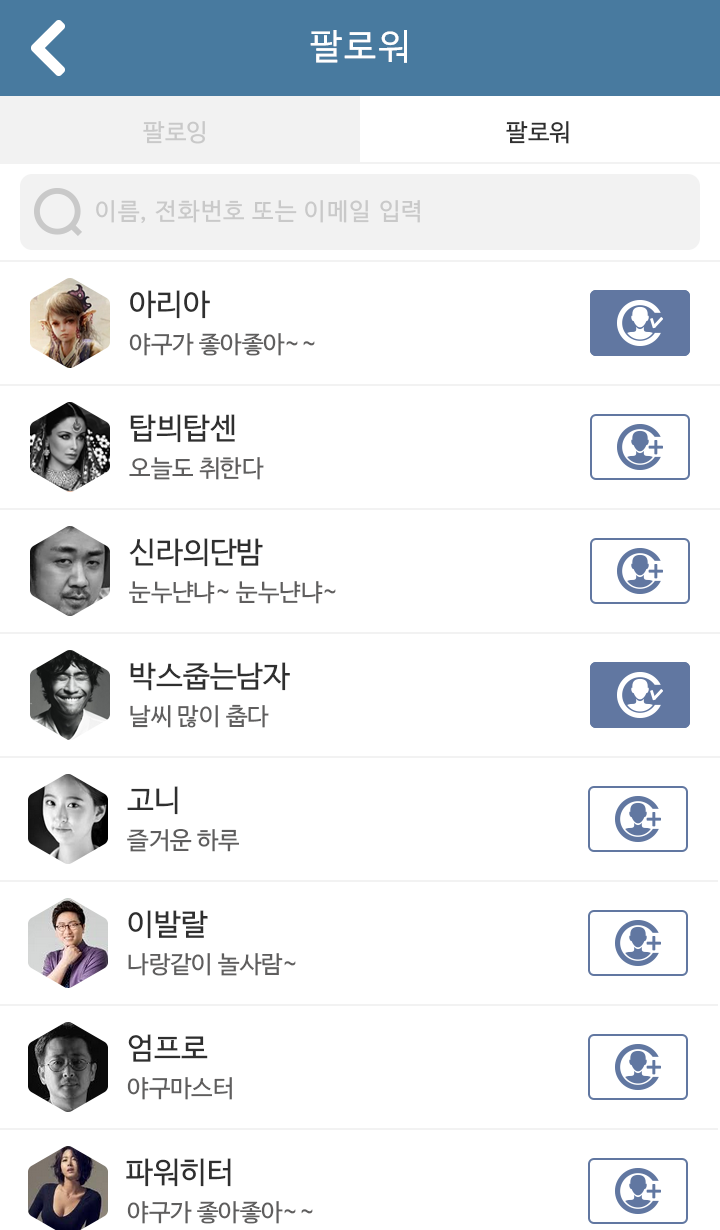 팔로워
팔로잉
팔로워
이름, 전화번호 또는 이메일 입력
아리아
야구가 좋아좋아~~
탑븨탑센
오늘도 취한다
신라의단밤
눈누냔냐~ 눈누냔냐~
박스줍는남자
날씨 많이 춥다
고니
즐거운 하루
이발랄
나랑같이 놀사람~
엄프로
야구마스터
파워히터
야구가 좋아좋아~~